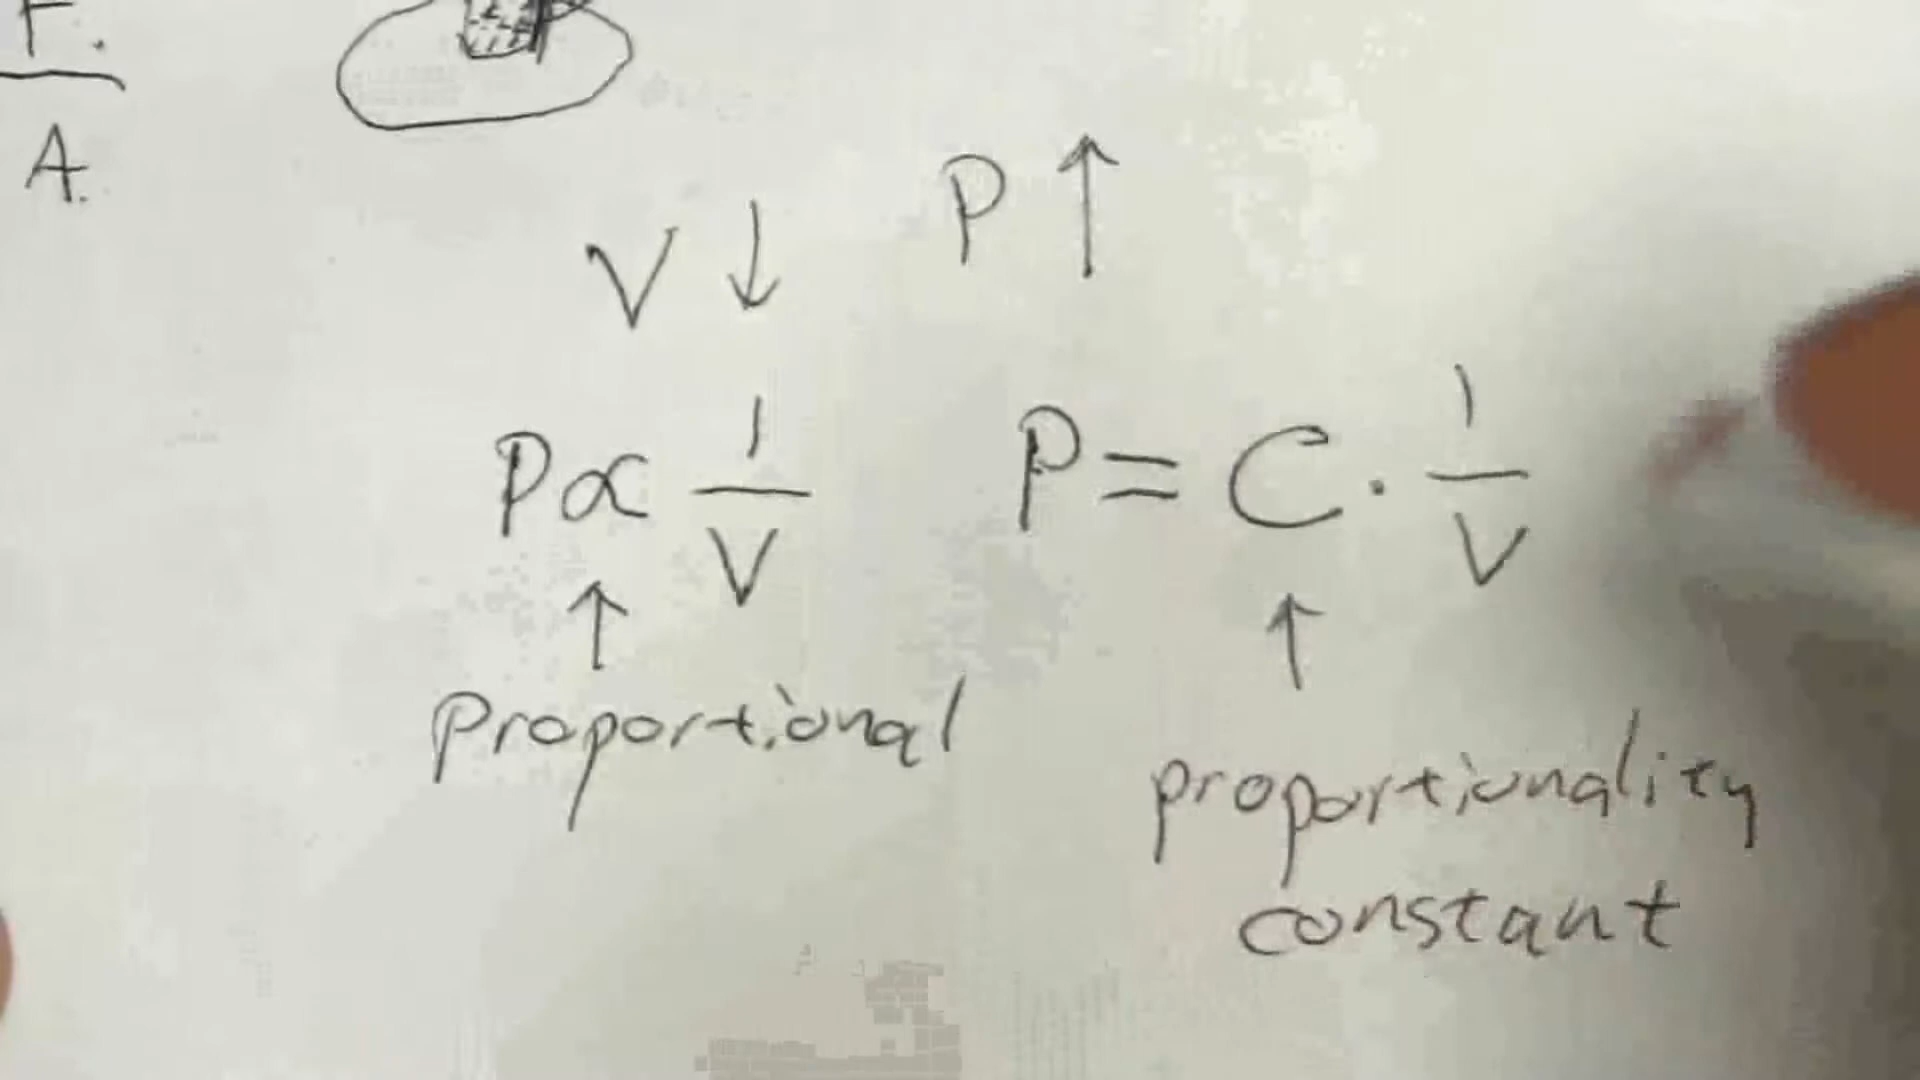 F.
A.
V ↓ P ↑
P ∝ 1/V P = C · 1/V
↑ ↑
Proportional
proportionality
constant